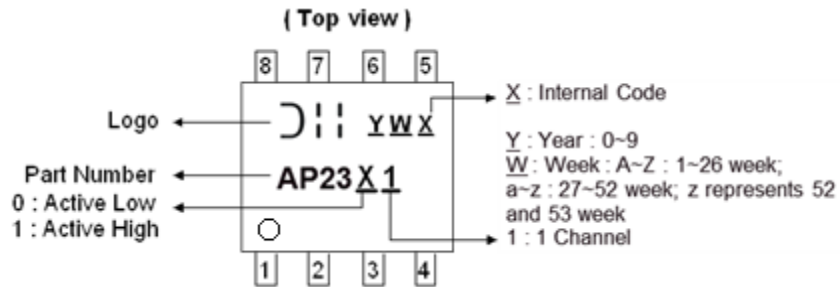 ( Top view )
8 7 6 5
Logo
Y W X
X : Internal Code
Y : Year : 0~9
W : Week : A~Z : 1~26 week;
a~z : 27~52 week; z represents 52
and 53 week
1 : 1 Channel
Part Number
AP23 X 1
0 : Active Low
1 : Active High
1 2 3 4